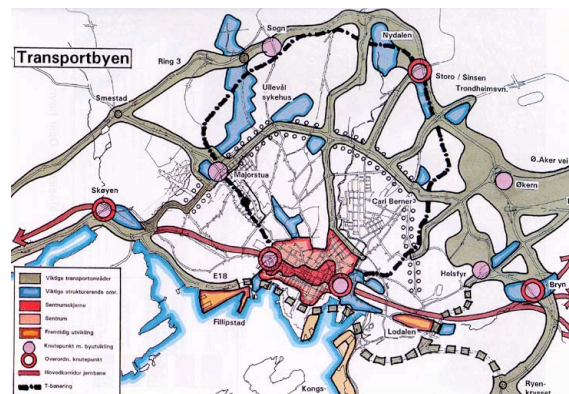 Transportbyen
Sogn
Nydalen
Ring 3
Storo / Sinsen
Trondheimsvn.
Ullevål
sykehus
Smestad
Ø.Aker vei
Majorstua
Økern
Skøyen
Carl Berner
Helsfyr
E18
Bryn
Fillipstad
Lodalen
Kongs-
Ryen-
krysset
Viktige transportområder
Viktige strukturerende omr.
Sentrumskjerne
Sentrum
Fremtidig utvikling
Knutepunkt m. byutvikling
Overordn. knutepunkt
Hovedkorridor jernbane
T-banering